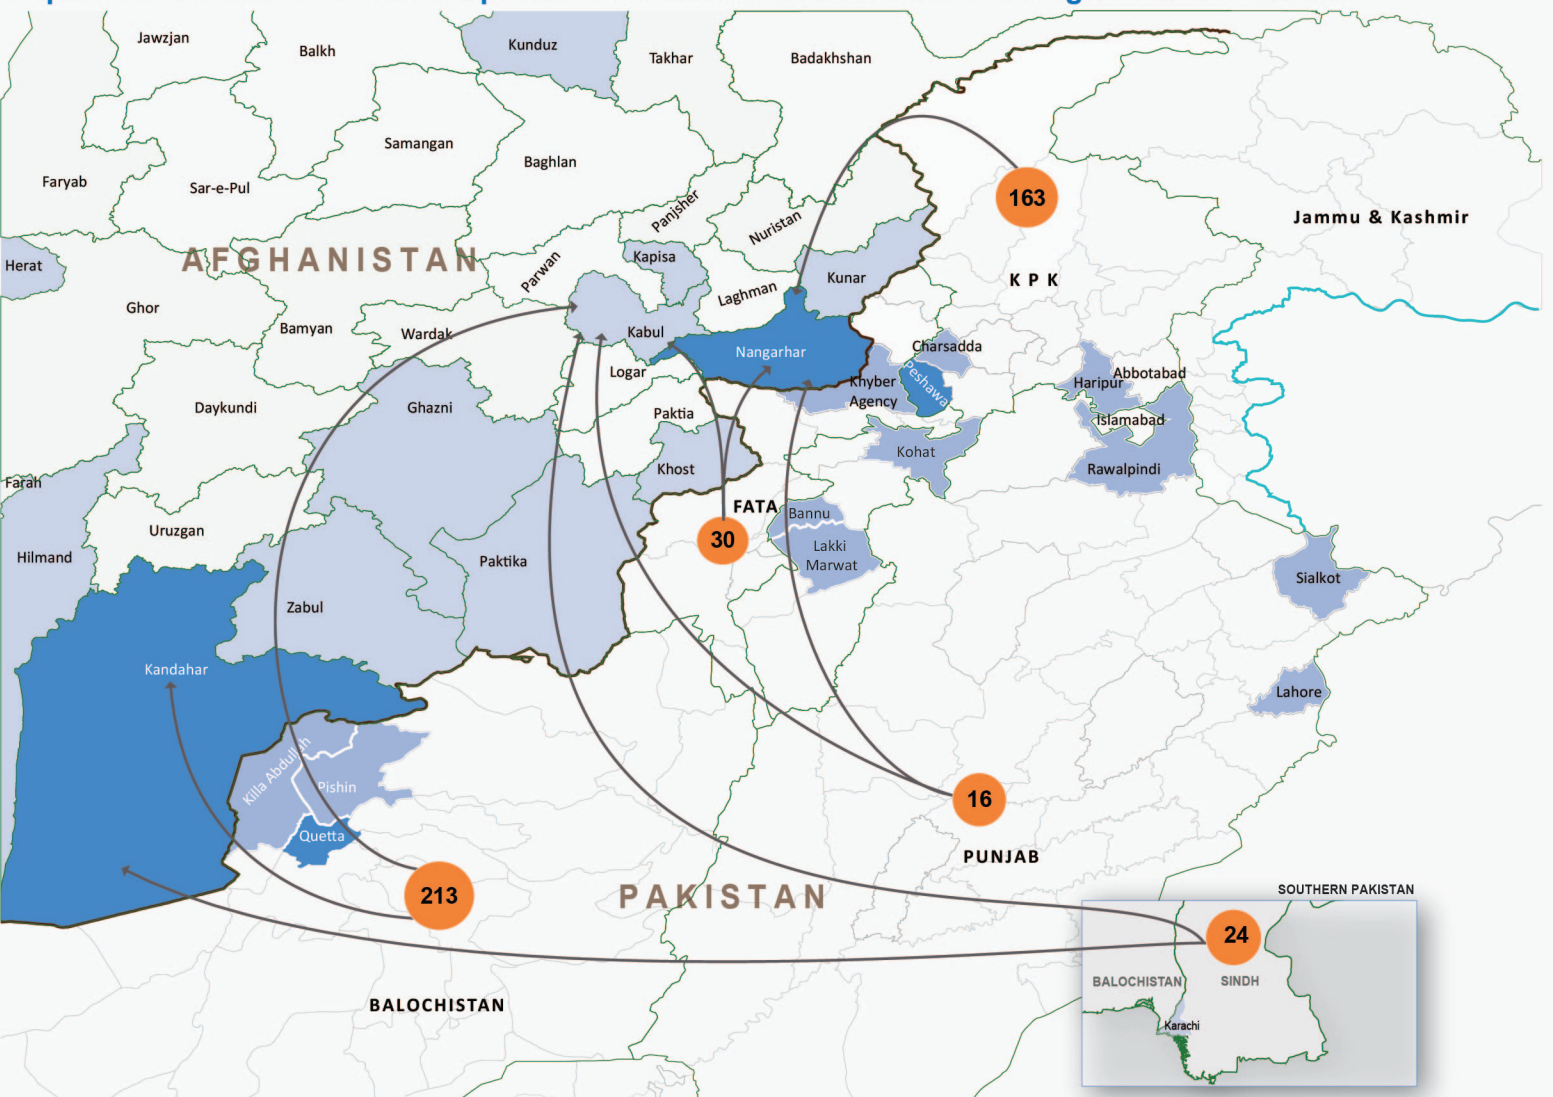 Jawzjan
Balkh
Kunduz
Takhar
Badakhshan
Samangan
Baghlan
Faryab
Sar-e-Pul
Panjsher
Nuristan
163
Jammu & Kashmir
AFGHANISTAN
Herat
Parwan
Kapisa
Kunar
KPK
Laghman
Ghor
Bamyan
Wardak
Kabul
Nangarhar
Charsadda
Logar
Khyber
Agency
Peshawa
Haripur
Abbotabad
Daykundi
Ghazni
Paktia
Islamabad
Kohat
Khost
Rawalpindi
Farah
FATA
Bannu
Uruzgan
30
Lakki
Marwat
Hilmand
Paktika
Sialkot
Zabul
Kandahar
Lahore
Killa Abdullah
Pishin
16
Quetta
PUNJAB
213
PAKISTAN
SOUTHERN PAKISTAN
24
BALOCHISTAN
SINDH
BALOCHISTAN
Karachi